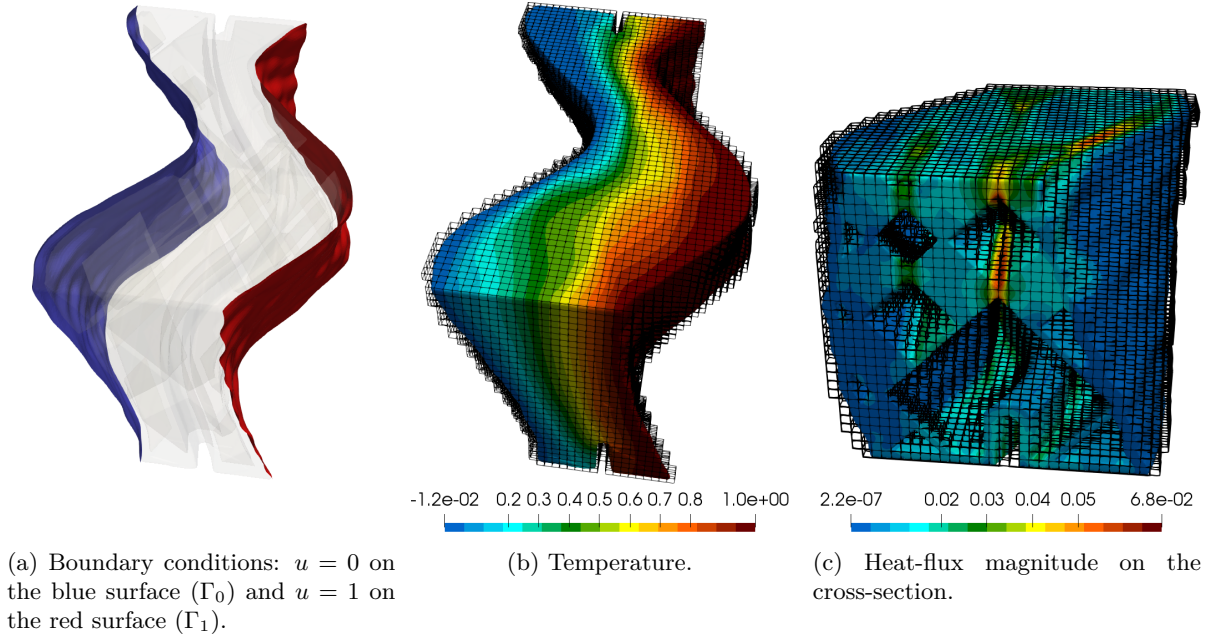 -1.2e-02 0.2 0.3 0.4 0.5 0.6 0.7 0.8 1.0e+00
2.2e-07 0.02 0.03 0.04 0.05 6.8e-02
(a) Boundary conditions: u = 0 on
the blue surface (Γ₀) and u = 1 on
the red surface (Γ₁).
(b) Temperature.
(c) Heat-flux magnitude on the
cross-section.